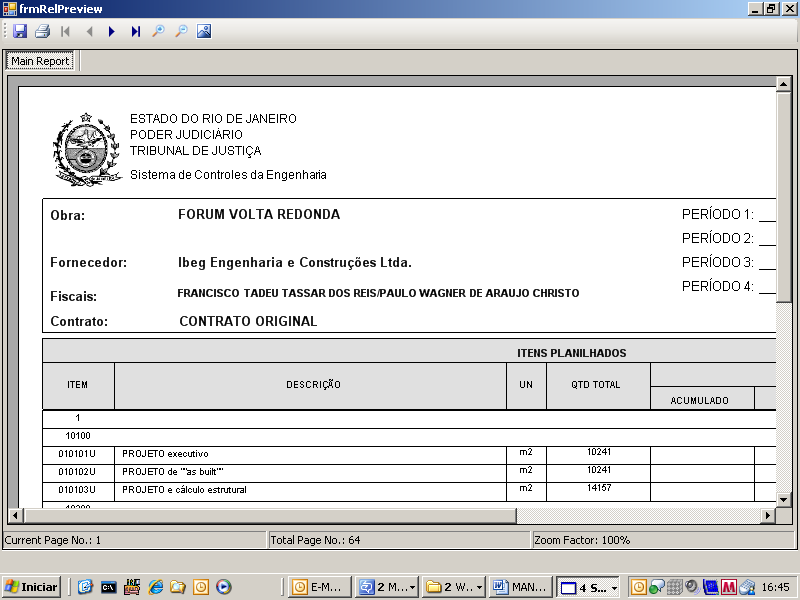 frmRelPreview
Main Report
ESTADO DO RIO DE JANEIRO
PODER JUDICIÁRIO
TRIBUNAL DE JUSTIÇA
Sistema de Controles da Engenharia
Obra: FORUM VOLTA REDONDA PERÍODO 1: __
PERÍODO 2: __
Fornecedor: Ibeg Engenharia e Construções Ltda. PERÍODO 3: __
Fiscais: FRANCISCO TADEU TASSAR DOS REIS/PAULO WAGNER DE ARAUJO CHRISTO PERÍODO 4: __
Contrato: CONTRATO ORIGINAL
ITENS PLANILHADOS
ITEM DESCRIÇÃO UN QTD TOTAL
ACUMULADO
1
10100
010101U PROJETO executivo m2 10241
010102U PROJETO de ""as built"" m2 10241
010103U PROJETO e cálculo estrutural m2 14157
Current Page No.: 1 Total Page No.: 64 Zoom Factor: 100%
Iniciar E-M... 2 M... 2 W... MAN... 4 S... 16:45